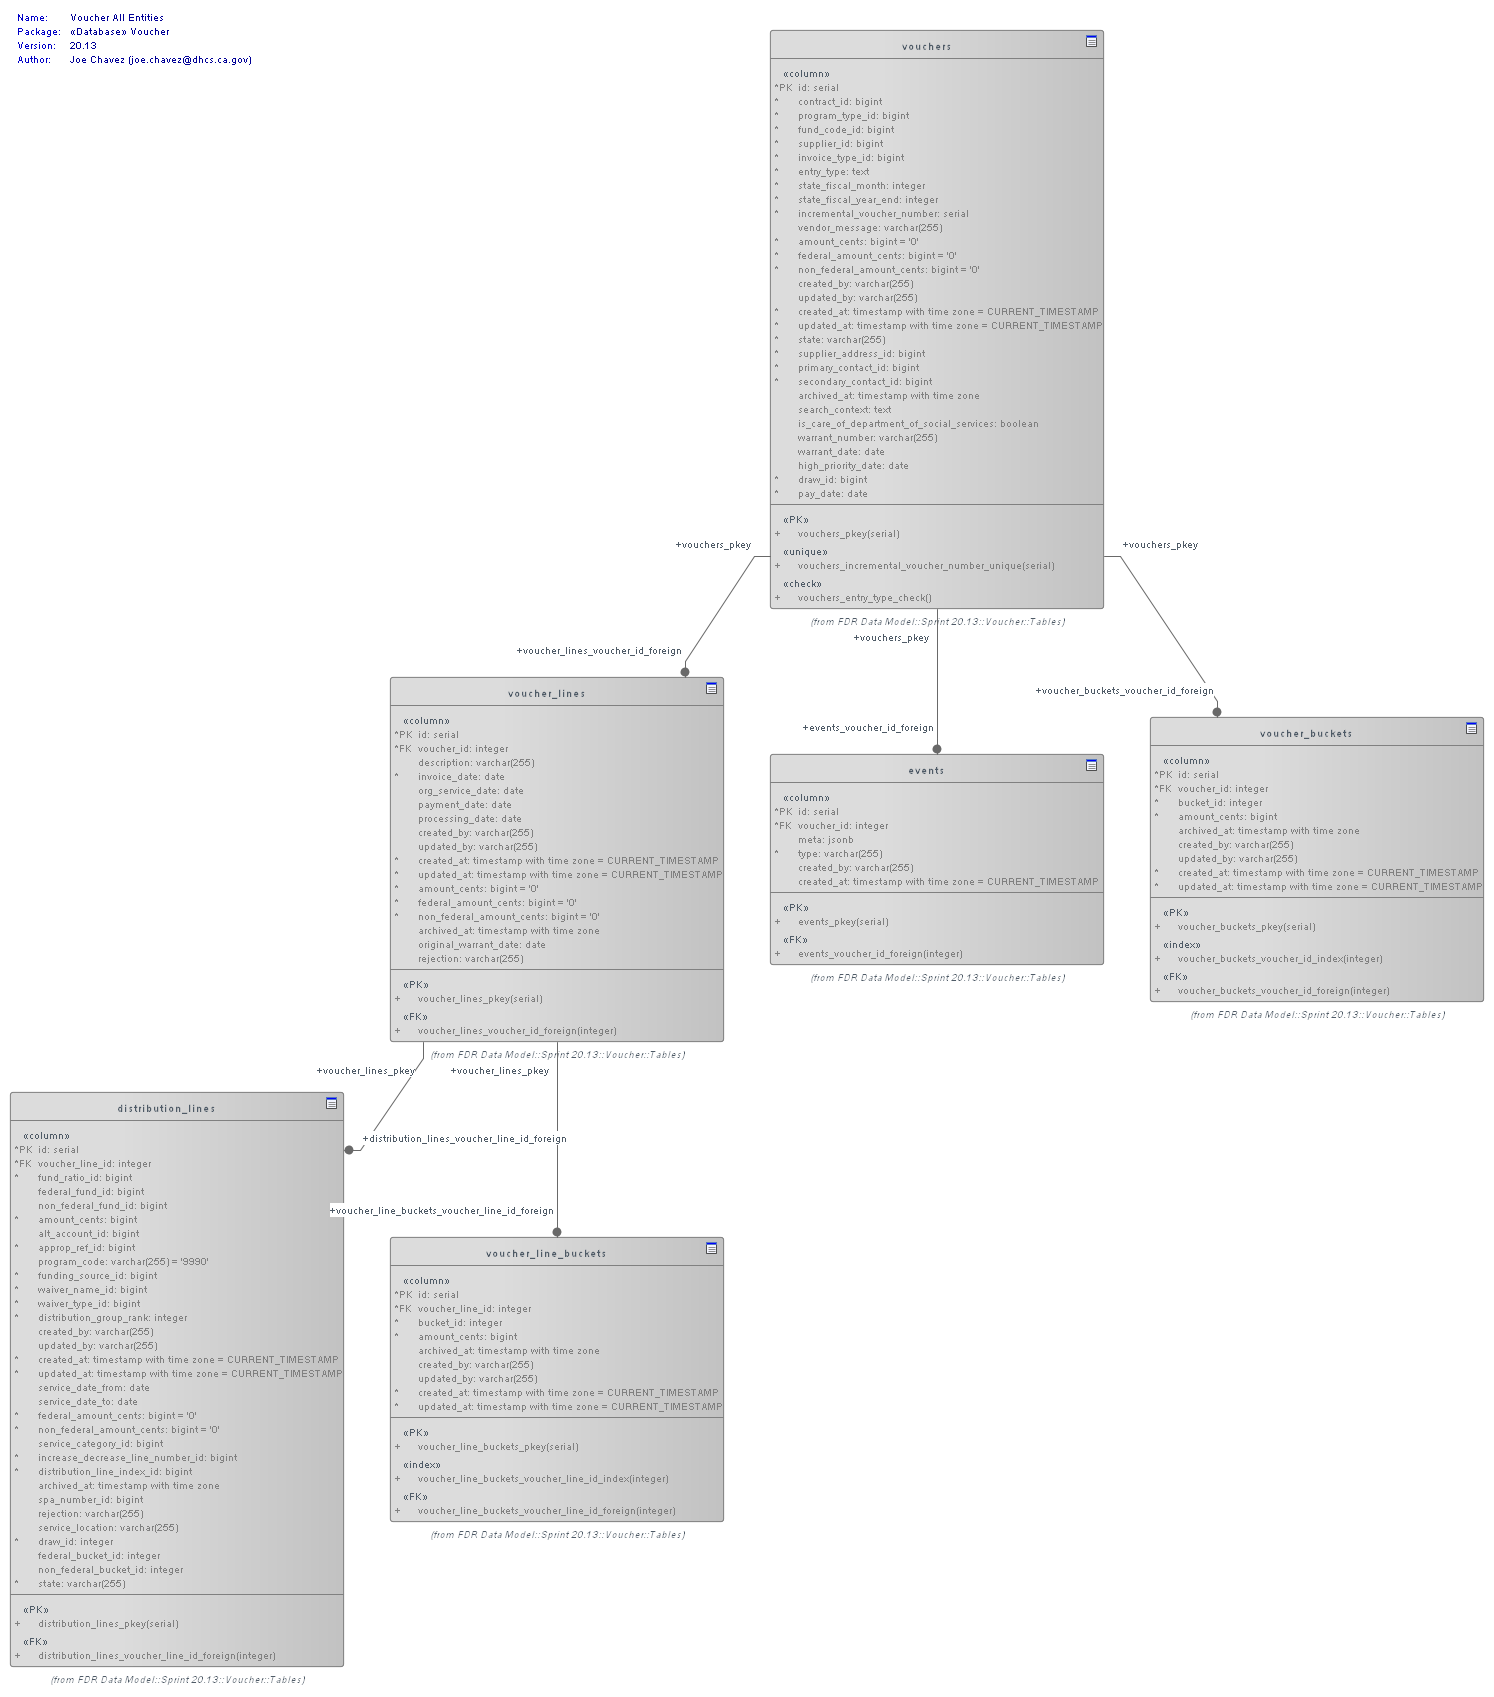 Name: Voucher All Entities
Package: «Database» Voucher
Version: 20.13
Author: Joe Chavez (joe.chavez@dhcs.ca.gov)
vouchers
«column»
*PK id: serial
* contract_id: bigint
* program_type_id: bigint
* fund_code_id: bigint
* supplier_id: bigint
* invoice_type_id: bigint
* entry_type: text
* state_fiscal_month: integer
* state_fiscal_year_end: integer
* incremental_voucher_number: serial
vendor_message: varchar(255)
* amount_cents: bigint = '0'
* federal_amount_cents: bigint = '0'
* non_federal_amount_cents: bigint = '0'
created_by: varchar(255)
updated_by: varchar(255)
* created_at: timestamp with time zone = CURRENT_TIMESTAMP
* updated_at: timestamp with time zone = CURRENT_TIMESTAMP
* state: varchar(255)
* supplier_address_id: bigint
* primary_contact_id: bigint
* secondary_contact_id: bigint
archived_at: timestamp with time zone
search_context: text
is_care_of_department_of_social_services: boolean
warrant_number: varchar(255)
warrant_date: date
high_priority_date: date
* draw_id: bigint
* pay_date: date
«PK»
+ vouchers_pkey(serial)
«unique»
+ vouchers_incremental_voucher_number_unique(serial)
«check»
+ vouchers_entry_type_check()
(from FDR Data Model::Sprint 20.13::Voucher::Tables)
+vouchers_pkey
+voucher_lines_voucher_id_foreign
+vouchers_pkey
+events_voucher_id_foreign
+vouchers_pkey
+voucher_buckets_voucher_id_foreign
voucher_lines
«column»
*PK id: serial
*FK voucher_id: integer
description: varchar(255)
* invoice_date: date
org_service_date: date
payment_date: date
processing_date: date
created_by: varchar(255)
updated_by: varchar(255)
* created_at: timestamp with time zone = CURRENT_TIMESTAMP
* updated_at: timestamp with time zone = CURRENT_TIMESTAMP
* amount_cents: bigint = '0'
* federal_amount_cents: bigint = '0'
* non_federal_amount_cents: bigint = '0'
archived_at: timestamp with time zone
original_warrant_date: date
rejection: varchar(255)
«PK»
+ voucher_lines_pkey(serial)
«FK»
+ voucher_lines_voucher_id_foreign(integer)
(from FDR Data Model::Sprint 20.13::Voucher::Tables)
events
«column»
*PK id: serial
*FK voucher_id: integer
meta: jsonb
* type: varchar(255)
created_by: varchar(255)
created_at: timestamp with time zone = CURRENT_TIMESTAMP
«PK»
+ events_pkey(serial)
«FK»
+ events_voucher_id_foreign(integer)
(from FDR Data Model::Sprint 20.13::Voucher::Tables)
voucher_buckets
«column»
*PK id: serial
*FK voucher_id: integer
* bucket_id: integer
* amount_cents: bigint
archived_at: timestamp with time zone
created_by: varchar(255)
updated_by: varchar(255)
* created_at: timestamp with time zone = CURRENT_TIMESTAMP
* updated_at: timestamp with time zone = CURRENT_TIMESTAMP
«PK»
+ voucher_buckets_pkey(serial)
«index»
+ voucher_buckets_voucher_id_index(integer)
«FK»
+ voucher_buckets_voucher_id_foreign(integer)
(from FDR Data Model::Sprint 20.13::Voucher::Tables)
+voucher_lines_pkey
+distribution_lines_voucher_line_id_foreign
+voucher_lines_pkey
+voucher_line_buckets_voucher_line_id_foreign
distribution_lines
«column»
*PK id: serial
*FK voucher_line_id: integer
* fund_ratio_id: bigint
federal_fund_id: bigint
non_federal_fund_id: bigint
* amount_cents: bigint
alt_account_id: bigint
* approp_ref_id: bigint
program_code: varchar(255) = '9990'
* funding_source_id: bigint
* waiver_name_id: bigint
* waiver_type_id: bigint
* distribution_group_rank: integer
created_by: varchar(255)
updated_by: varchar(255)
* created_at: timestamp with time zone = CURRENT_TIMESTAMP
* updated_at: timestamp with time zone = CURRENT_TIMESTAMP
service_date_from: date
service_date_to: date
* federal_amount_cents: bigint = '0'
* non_federal_amount_cents: bigint = '0'
service_category_id: bigint
* increase_decrease_line_number_id: bigint
* distribution_line_index_id: bigint
archived_at: timestamp with time zone
spa_number_id: bigint
rejection: varchar(255)
service_location: varchar(255)
* draw_id: integer
federal_bucket_id: integer
non_federal_bucket_id: integer
* state: varchar(255)
«PK»
+ distribution_lines_pkey(serial)
«FK»
+ distribution_lines_voucher_line_id_foreign(integer)
(from FDR Data Model::Sprint 20.13::Voucher::Tables)
voucher_line_buckets
«column»
*PK id: serial
*FK voucher_line_id: integer
* bucket_id: integer
* amount_cents: bigint
archived_at: timestamp with time zone
created_by: varchar(255)
updated_by: varchar(255)
* created_at: timestamp with time zone = CURRENT_TIMESTAMP
* updated_at: timestamp with time zone = CURRENT_TIMESTAMP
«PK»
+ voucher_line_buckets_pkey(serial)
«index»
+ voucher_line_buckets_voucher_line_id_index(integer)
«FK»
+ voucher_line_buckets_voucher_line_id_foreign(integer)
(from FDR Data Model::Sprint 20.13::Voucher::Tables)